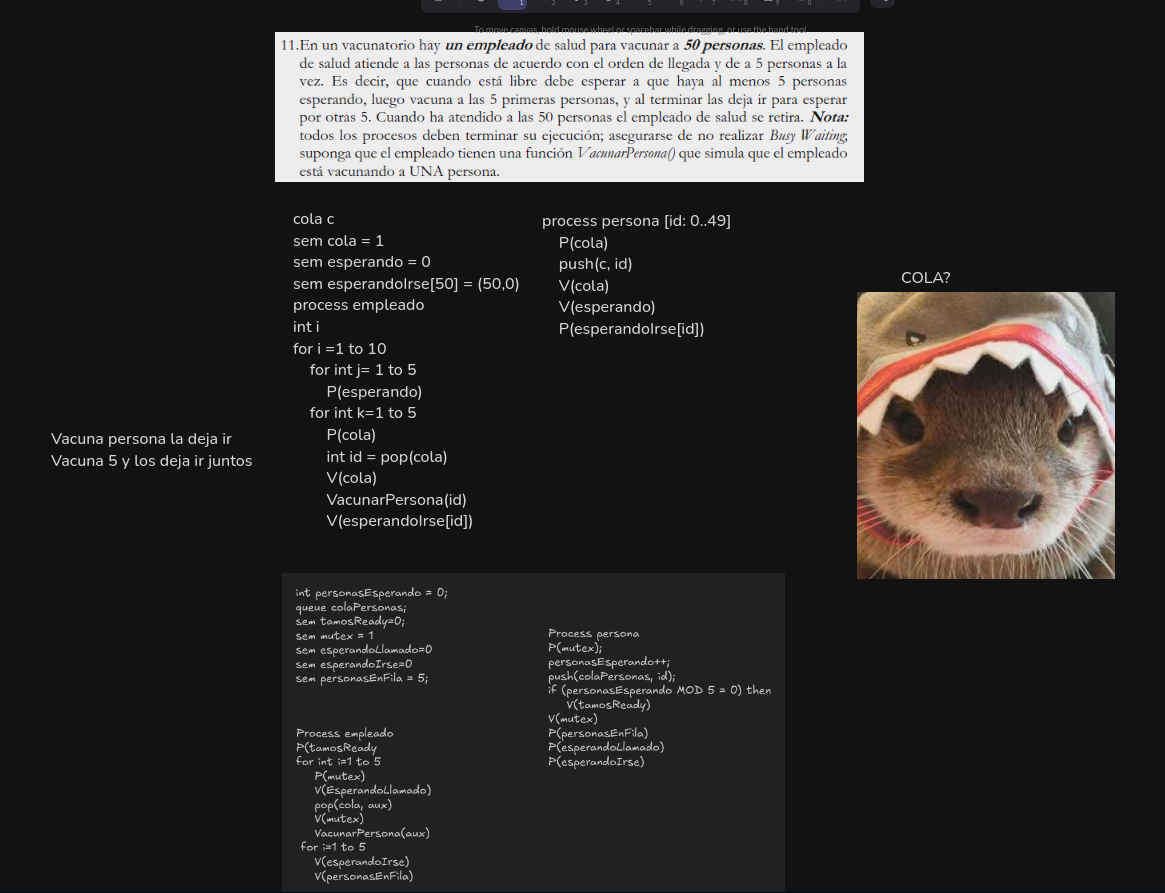 To move canvas, hold mouse wheel or spacebar while dragging, or use the hand tool
11.En un vacunatorio hay un empleado de salud para vacunar a 50 personas. El empleado
de salud atiende a las personas de acuerdo con el orden de llegada y de a 5 personas a la
vez. Es decir, que cuando está libre debe esperar a que haya al menos 5 personas
esperando, luego vacuna a las 5 primeras personas, y al terminar las deja ir para esperar
por otras 5. Cuando ha atendido a las 50 personas el empleado de salud se retira. Nota:
todos los procesos deben terminar su ejecución; asegurarse de no realizar Busy Waiting;
suponga que el empleado tienen una función VacunarPersona() que simula que el empleado
está vacunando a UNA persona.
cola c
sem cola = 1
sem esperando = 0
sem esperandoIrse[50] = (50,0)
process empleado
int i
for i =1 to 10
for int j= 1 to 5
P(esperando)
for int k=1 to 5
P(cola)
int id = pop(cola)
V(cola)
VacunarPersona(id)
V(esperandoIrse[id])
process persona [id: 0..49]
P(cola)
push(c, id)
V(cola)
V(esperando)
P(esperandoIrse[id])
COLA?
Vacuna persona la deja ir
Vacuna 5 y los deja ir juntos
int personasEsperando = 0;
queue colaPersonas;
sem tamosReady=0;
sem mutex = 1
sem esperandoLlamado=0
sem esperandoIrse=0
sem personasEnFila = 5;
Process empleado
P(tamosReady
for int i=1 to 5
P(mutex)
V(EsperandoLlamado)
pop(cola, aux)
V(mutex)
VacunarPersona(aux)
for i=1 to 5
V(esperandoIrse)
V(personasEnFila)
Process persona
P(mutex);
personasEsperando++;
push(colaPersonas, id);
if (personasEsperando MOD 5 = 0) then
V(tamosReady)
V(mutex)
P(personasEnFila)
P(esperandoLlamado)
P(esperandoIrse)